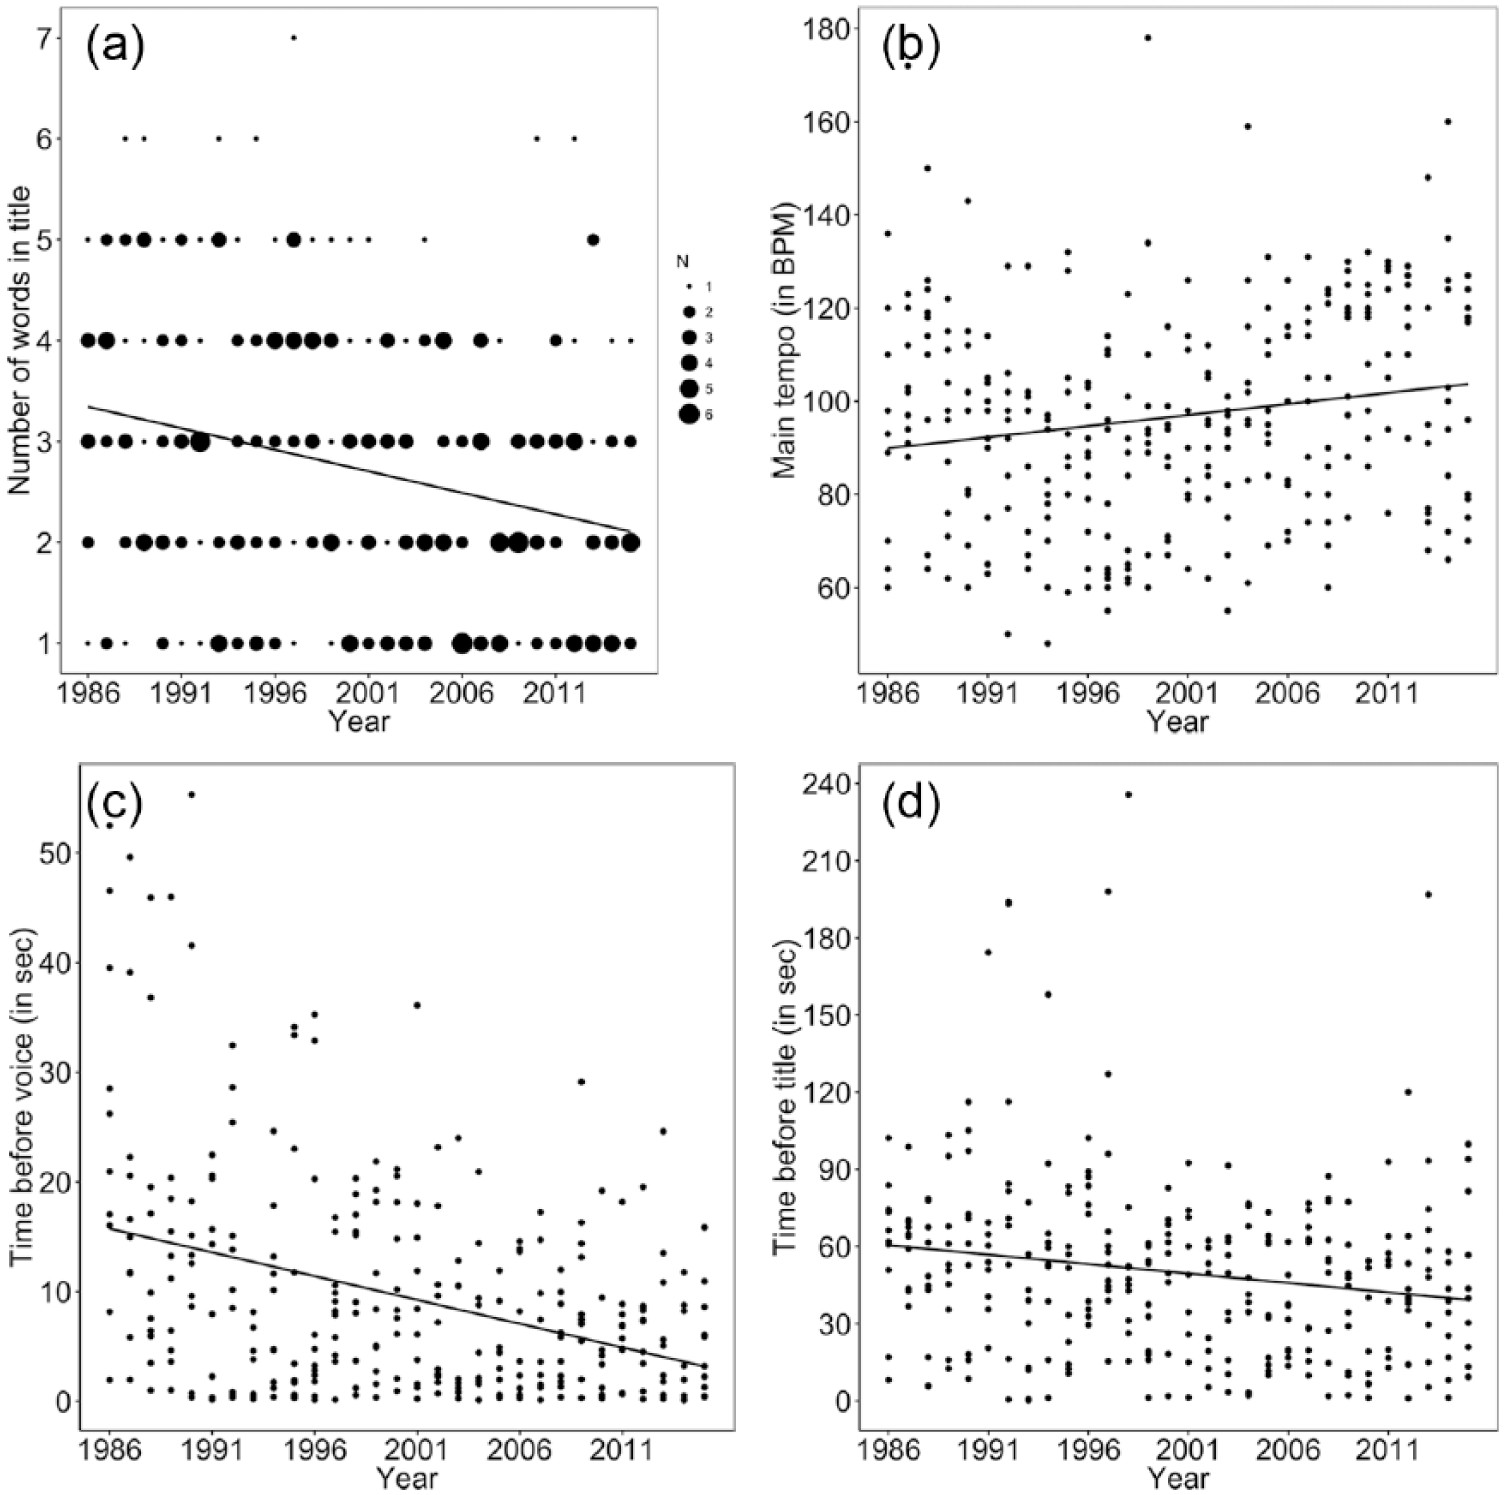 (a)
Number of words in title
7
6
5
4
3
2
1
1986 1991 1996 2001 2006 2011
Year
N
1
2
3
4
5
6
(b)
Main tempo (in BPM)
180
160
140
120
100
80
60
1986 1991 1996 2001 2006 2011
Year
(c)
Time before voice (in sec)
50
40
30
20
10
0
1986 1991 1996 2001 2006 2011
Year
(d)
Time before title (in sec)
240
210
180
150
120
90
60
30
0
1986 1991 1996 2001 2006 2011
Year